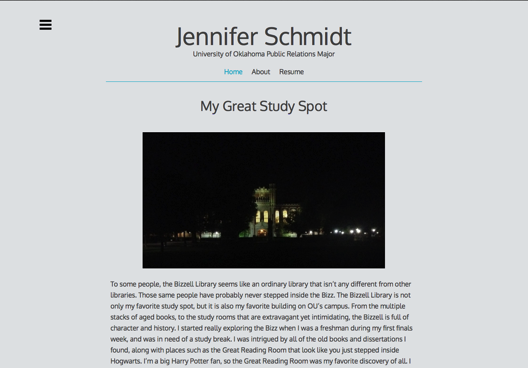 Jennifer Schmidt
University of Oklahoma Public Relations Major
Home About Resume
My Great Study Spot
To some people, the Bizzell Library seems like an ordinary library that isn't any different from other
libraries. Those same people have probably never stepped inside the Bizz. The Bizzell Library is not
only my favorite study spot, but it is also my favorite building on OU's campus. From the multiple
stacks of aged books, to the study rooms that are extravagant yet intimidating, the Bizzell is full of
character and history. I started really exploring the Bizz when I was a freshman during my first finals
week, and was in need of a study break. I was intrigued by all of the old books and dissertations I
found, along with places such as the Great Reading Room that look like you just stepped inside
Hogwarts. I'm a big Harry Potter fan, so the Great Reading Room was my favorite discovery of all. I